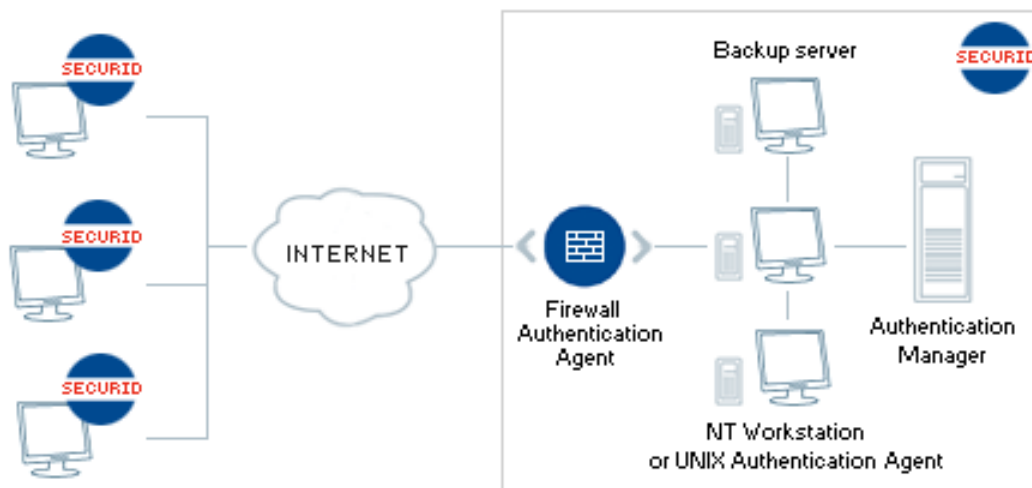 SECURID
SECURID
SECURID
INTERNET
Firewall
Authentication
Agent
Backup server
SECURID
Authentication
Manager
NT Workstation
or UNIX Authentication Agent